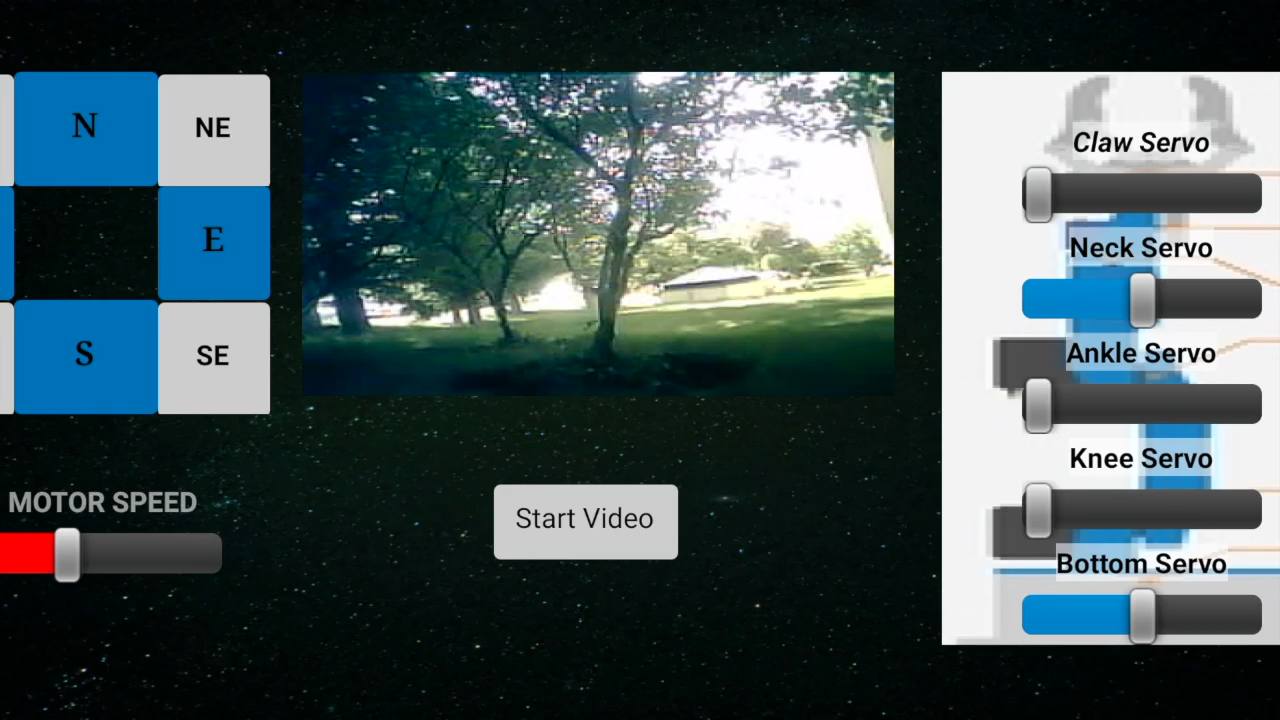 N
NE
E
S
SE
MOTOR SPEED
Start Video
Claw Servo
Neck Servo
Ankle Servo
Knee Servo
Bottom Servo